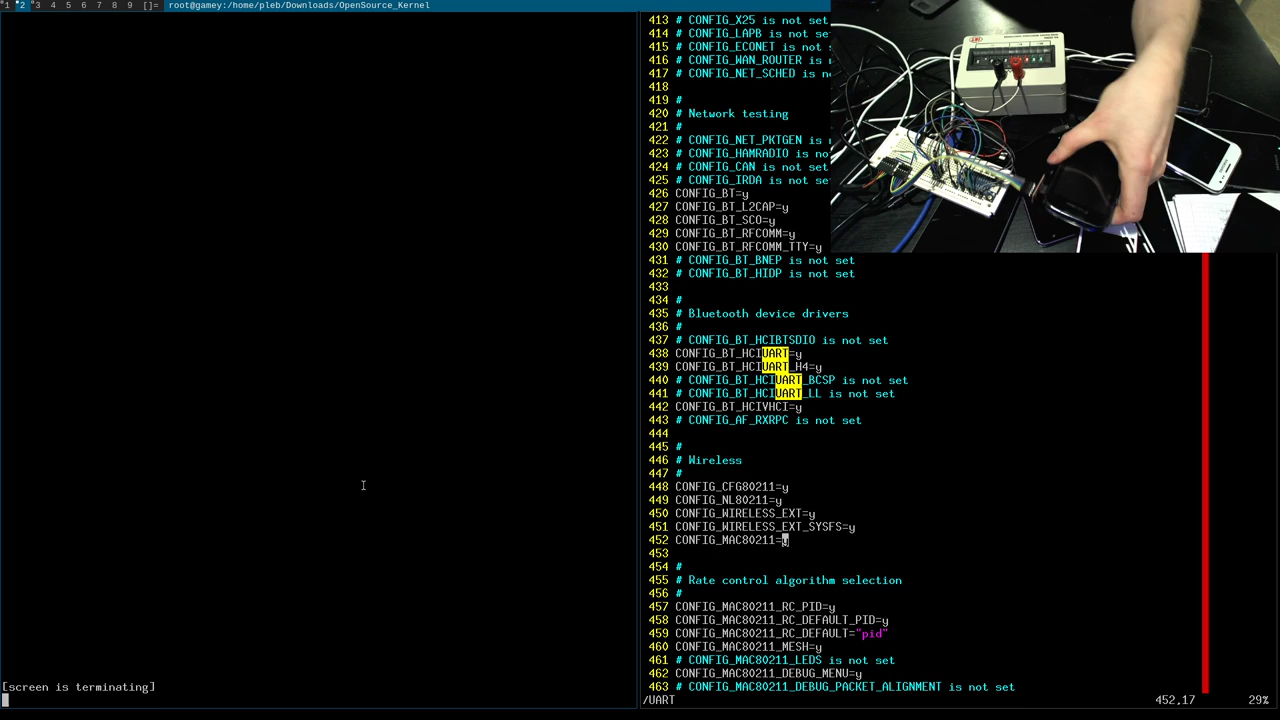 1 2 3 4 5 6 7 8 9 []= root@gamey:/home/pleb/Downloads/OpenSource_Kernel
[screen is terminating]
413 # CONFIG_X25 is not set
414 # CONFIG_LAPB is not set
415 # CONFIG_ECONET is not s
416 # CONFIG_WAN_ROUTER is n
417 # CONFIG_NET_SCHED is no
418
419 #
420 # Network testing
421 #
422 # CONFIG_NET_PKTGEN is
423 # CONFIG_HAMRADIO is no
424 # CONFIG_CAN is not set
425 # CONFIG_IRDA is not se
426 CONFIG_BT=y
427 CONFIG_BT_L2CAP=y
428 CONFIG_BT_SCO=y
429 CONFIG_BT_RFCOMM=y
430 CONFIG_BT_RFCOMM_TTY=y
431 # CONFIG_BT_BNEP is not set
432 # CONFIG_BT_HIDP is not set
433
434 #
435 # Bluetooth device drivers
436 #
437 # CONFIG_BT_HCIBTSDIO is not set
438 CONFIG_BT_HCIUART=y
439 CONFIG_BT_HCIUART_H4=y
440 # CONFIG_BT_HCIUART_BCSP is not set
441 # CONFIG_BT_HCIUART_LL is not set
442 CONFIG_BT_HCIVHCI=y
443 # CONFIG_AF_RXRPC is not set
444
445 #
446 # Wireless
447 #
448 CONFIG_CFG80211=y
449 CONFIG_NL80211=y
450 CONFIG_WIRELESS_EXT=y
451 CONFIG_WIRELESS_EXT_SYSFS=y
452 CONFIG_MAC80211=y
453
454 #
455 # Rate control algorithm selection
456 #
457 CONFIG_MAC80211_RC_PID=y
458 CONFIG_MAC80211_RC_DEFAULT_PID=y
459 CONFIG_MAC80211_RC_DEFAULT="pid"
460 CONFIG_MAC80211_MESH=y
461 # CONFIG_MAC80211_LEDS is not set
462 CONFIG_MAC80211_DEBUG_MENU=y
463 # CONFIG_MAC80211_DEBUG_PACKET_ALIGNMENT is not set
/UART 452,17 29%